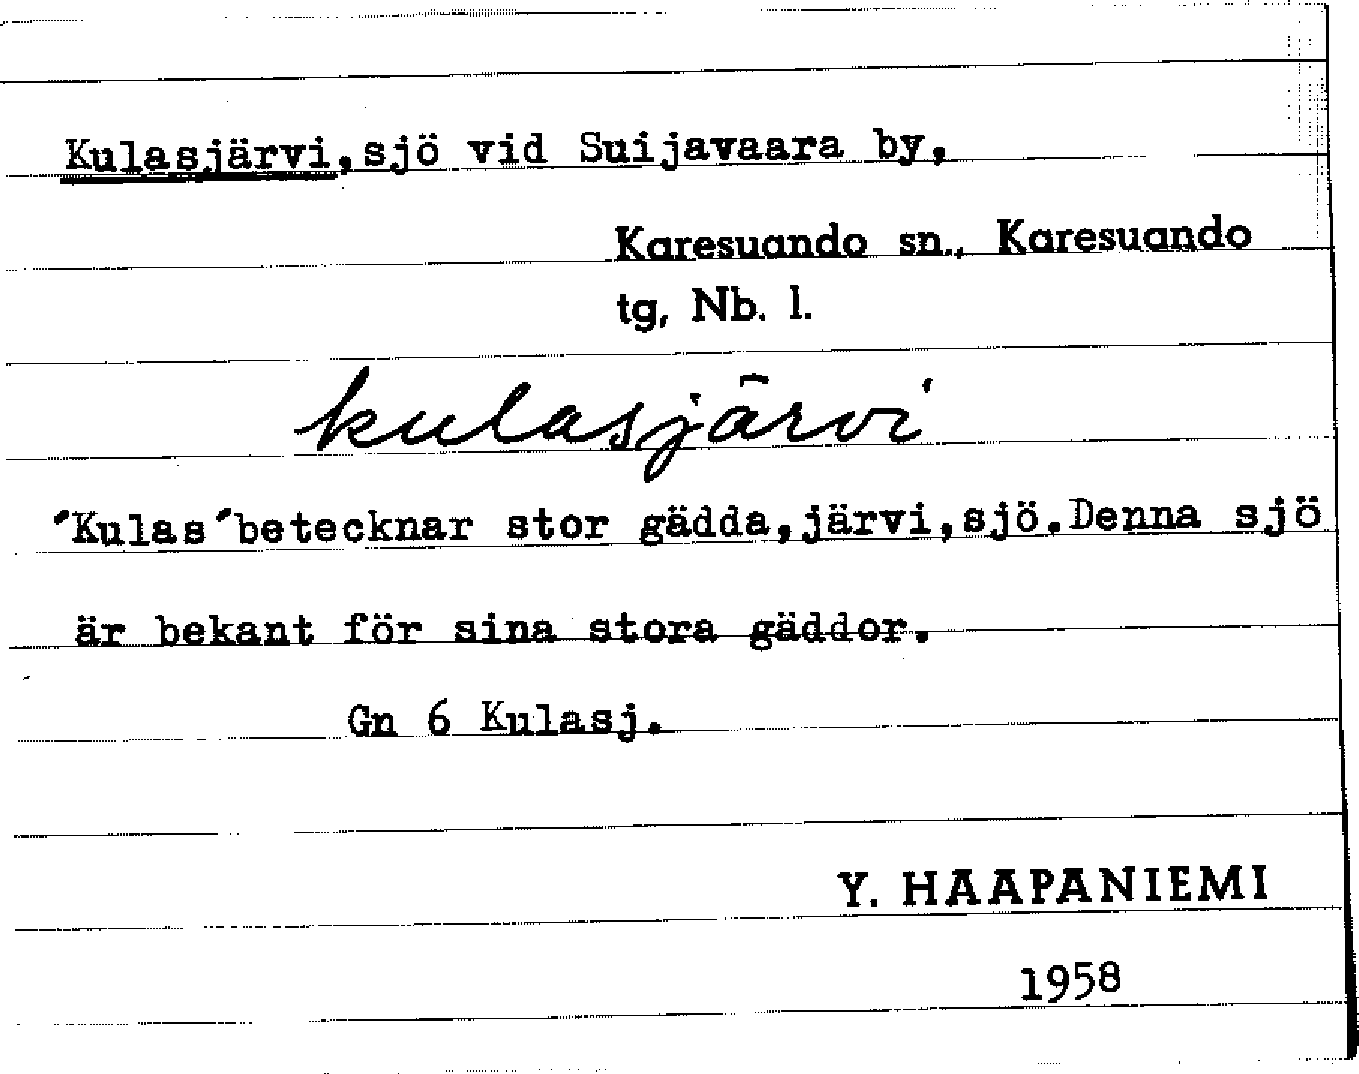 Kulasjärvi,sjö vid Suijavaara by,
Karesuando sn., Karesuando
tg, Nb. l.
kulasjärvi
"Kulas"betecknar stor gädda,järvi,sjö.Denna sjö
är bekant för sina stora gäddor.
Gn 6 Kulasj.
Y. HAAPANIEMI
1958